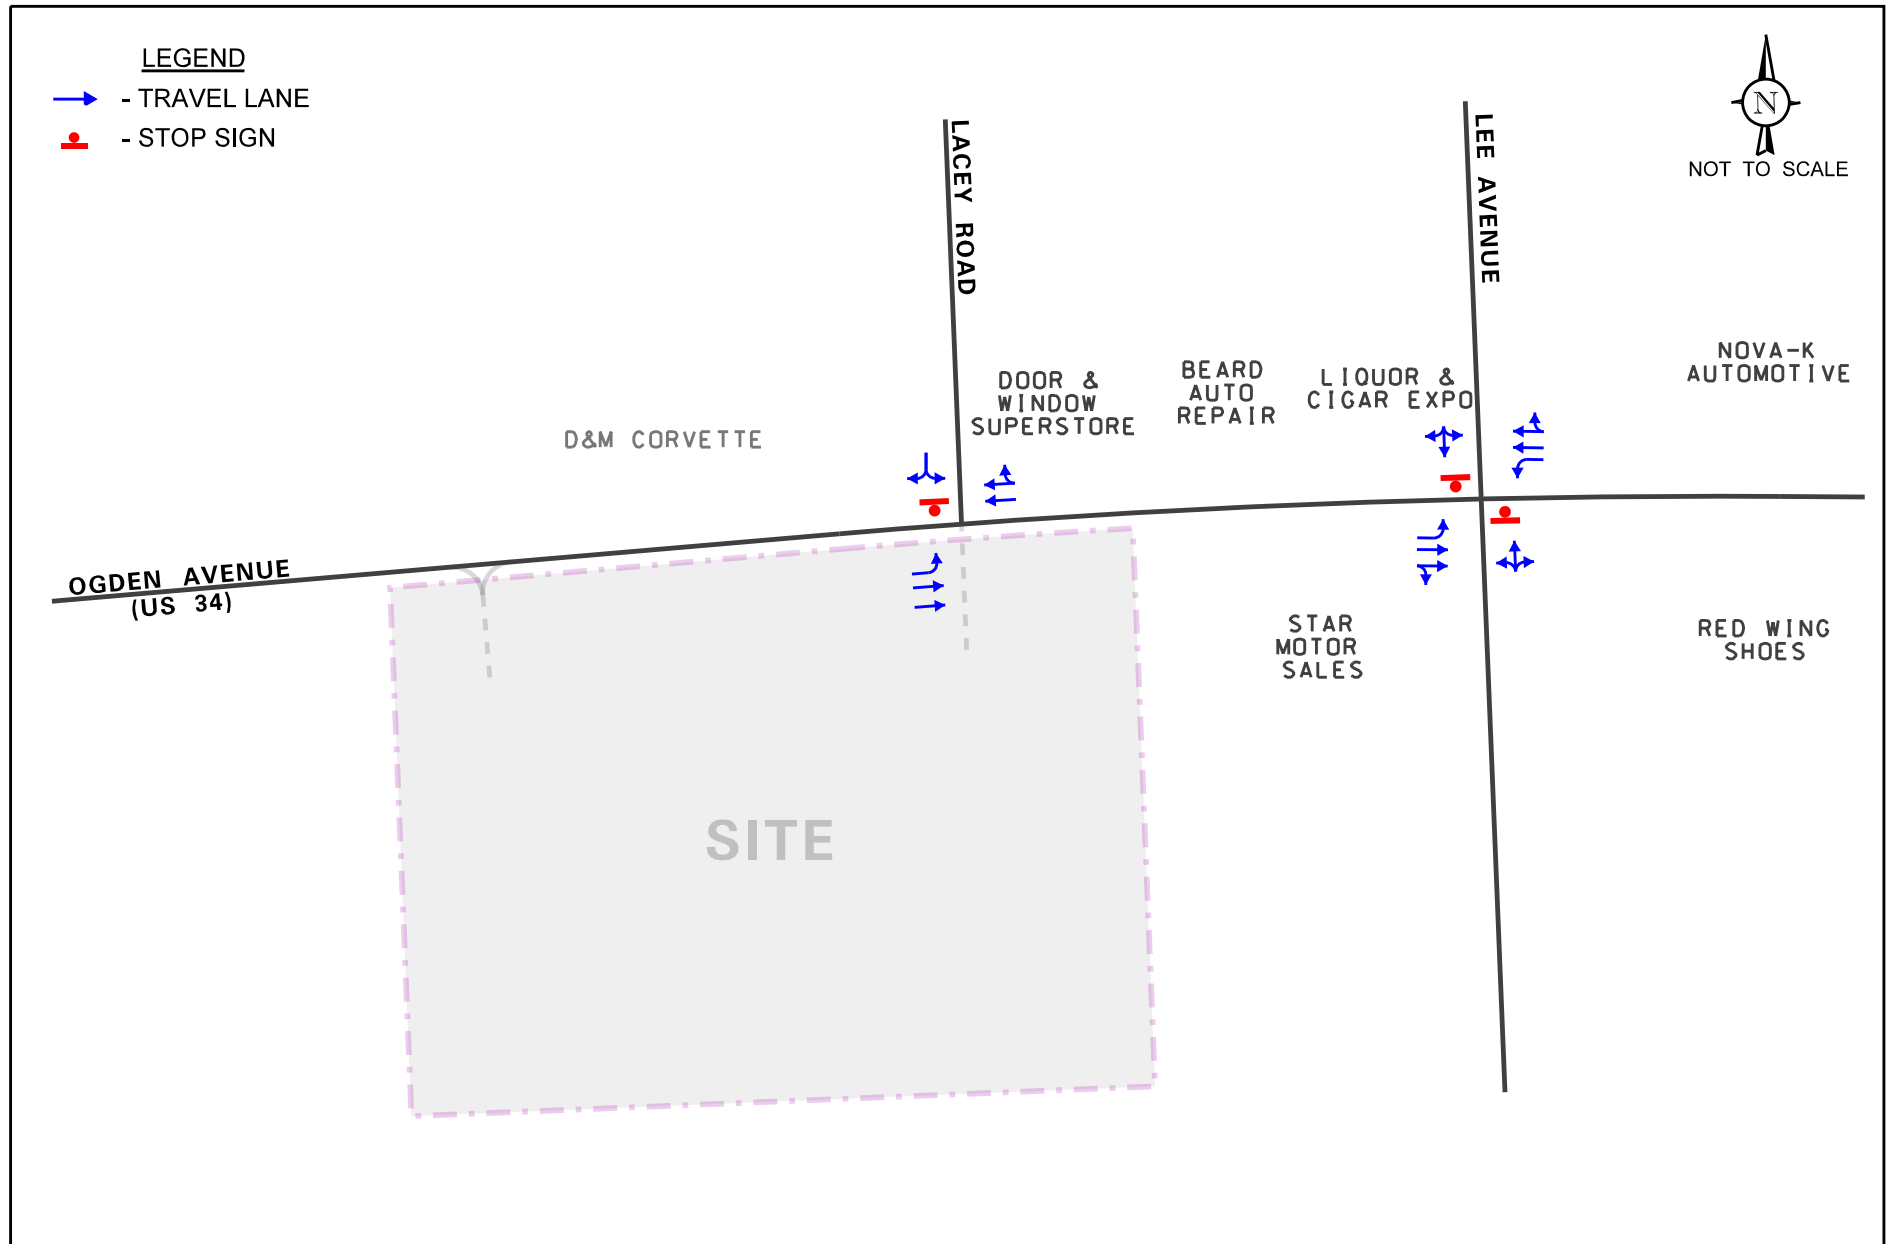 LEGEND
- TRAVEL LANE
- STOP SIGN
N
NOT TO SCALE
LACEY ROAD
LEE AVENUE
NOVA-K
AUTOMOTIVE
DOOR &
WINDOW
SUPERSTORE
BEARD
AUTO
REPAIR
LIQUOR &
CIGAR EXPO
D&M CORVETTE
OGDEN AVENUE
(US 34)
STAR
MOTOR
SALES
RED WING
SHOES
SITE